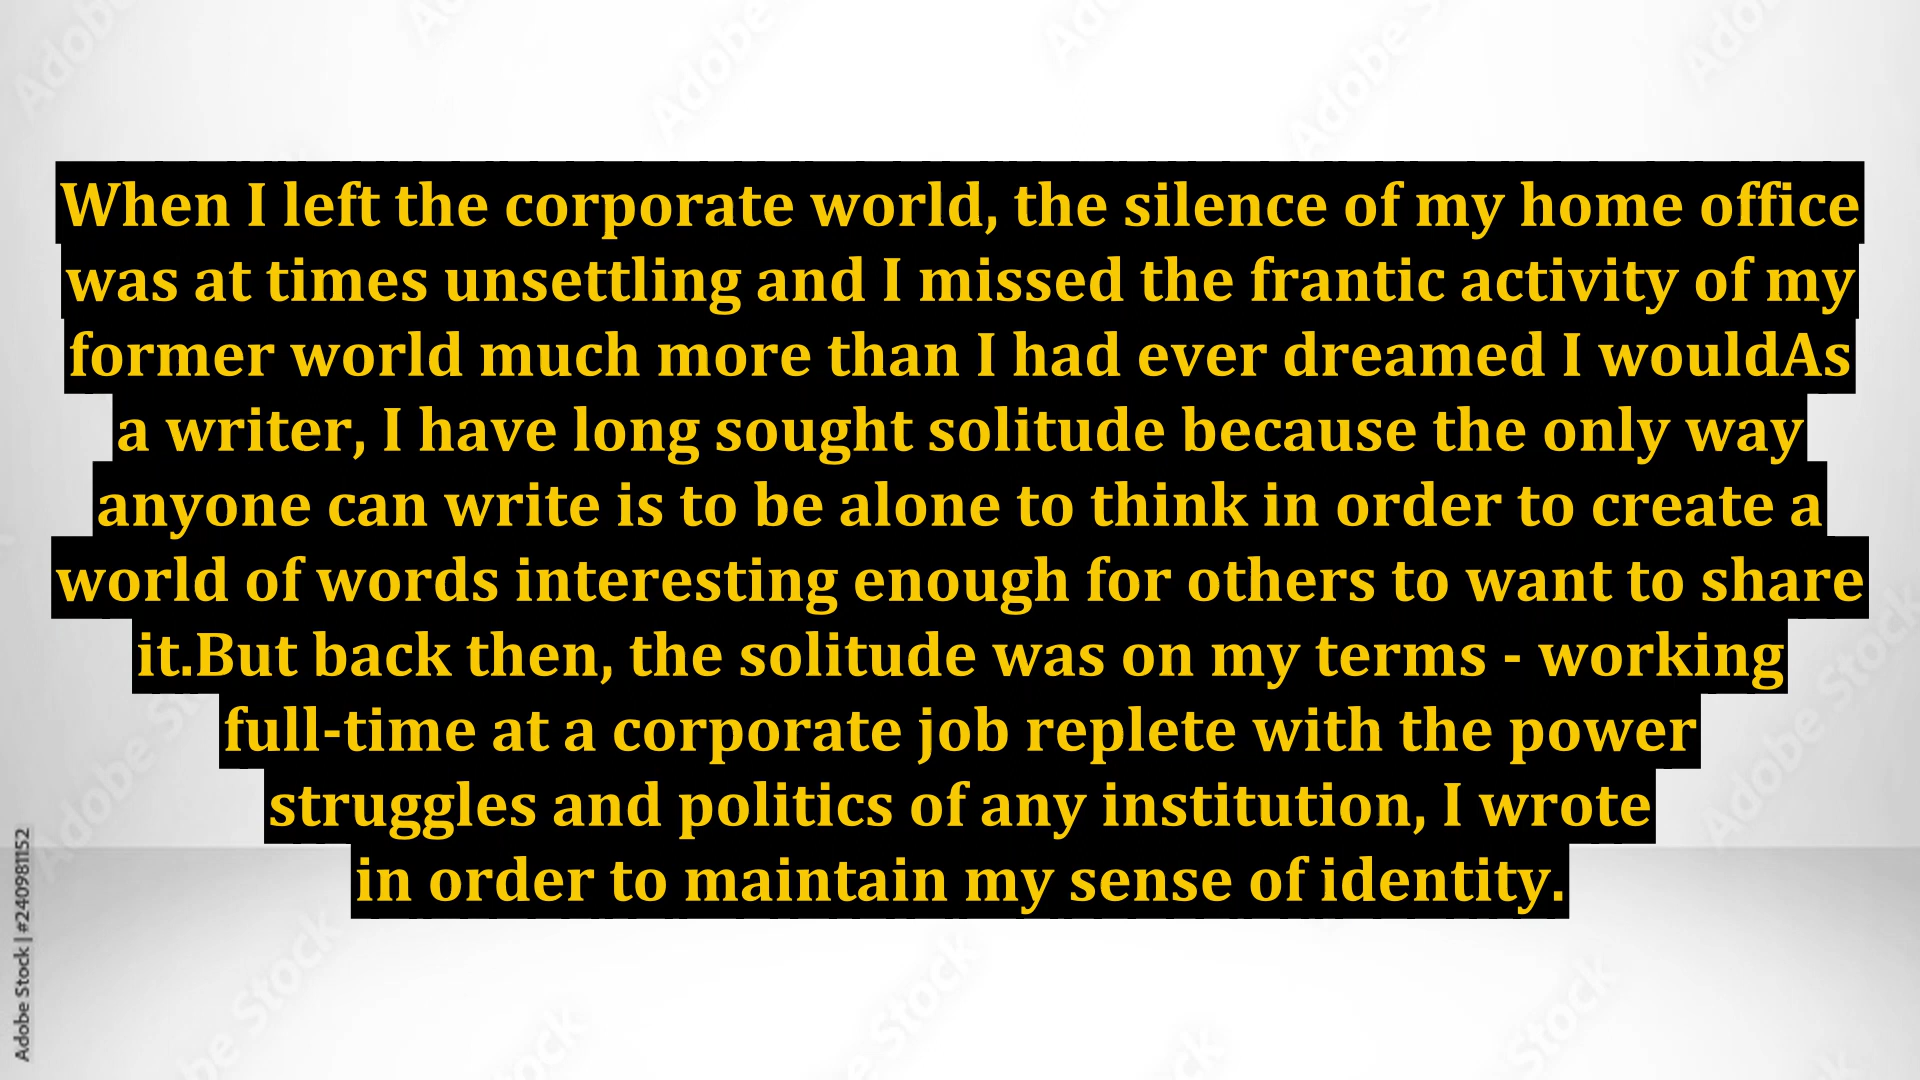 When I left the corporate world, the silence of my home office
was at times unsettling and I missed the frantic activity of my
former world much more than I had ever dreamed I wouldAs
a writer, I have long sought solitude because the only way
anyone can write is to be alone to think in order to create a
world of words interesting enough for others to want to share
it.But back then, the solitude was on my terms - working
full-time at a corporate job replete with the power
struggles and politics of any institution, I wrote
in order to maintain my sense of identity.
Adobe Stock | #240981152